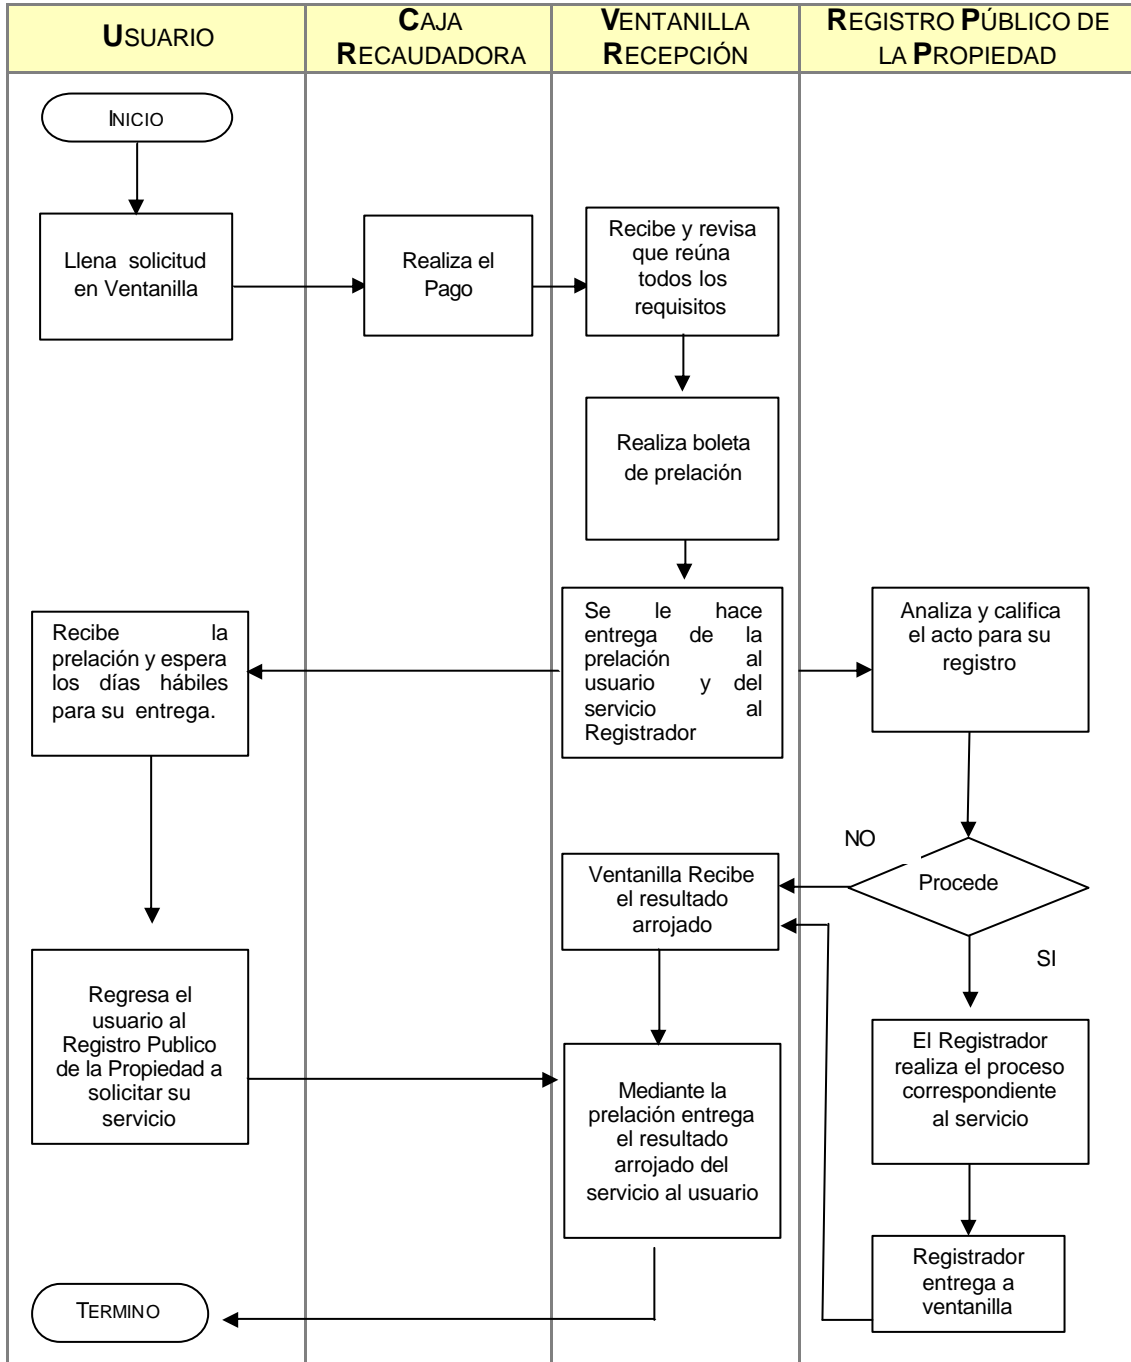 USUARIO
CAJA
RECAUDADORA
VENTANILLA
RECEPCIÓN
REGISTRO PÚBLICO DE
LA PROPIEDAD
INICIO
Llena solicitud
en Ventanilla
Realiza el
Pago
Recibe y revisa
que reúna
todos los
requisitos
Realiza boleta
de prelación
Se le hace
entrega de la
prelación al
usuario y del
servicio al
Registrador
Recibe la
prelación y espera
los días hábiles
para su entrega.
Analiza y califica
el acto para su
registro
NO
Procede
SI
Ventanilla Recibe
el resultado
arrojado
Regresa el
usuario al
Registro Publico
de la Propiedad a
solicitar su
servicio
Mediante la
prelación entrega
el resultado
arrojado del
servicio al usuario
El Registrador
realiza el proceso
correspondiente
al servicio
Registrador
entrega a
ventanilla
TERMINO